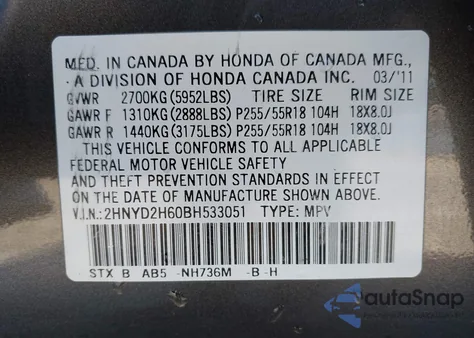 MFD. IN CANADA BY HONDA OF CANADA MFG.,
A DIVISION OF HONDA CANADA INC. 03/'11
GVWR 2700KG (5952LBS) TIRE SIZE RIM SIZE
GAWR F 1310KG (2888LBS) P255/55R18 104H 18X8.0J
GAWR R 1440KG (3175LBS) P255/55R18 104H 18X8.0J
THIS VEHICLE CONFORMS TO ALL APPLICABLE
FEDERAL MOTOR VEHICLE SAFETY
AND THEFT PREVENTION STANDARDS IN EFFECT
ON THE DATE OF MANUFACTURE SHOWN ABOVE.
V.I.N.: 2HNYD2H60BH533051 TYPE: MPV
STX B AB5 -NH736M -B -H
autaSnap